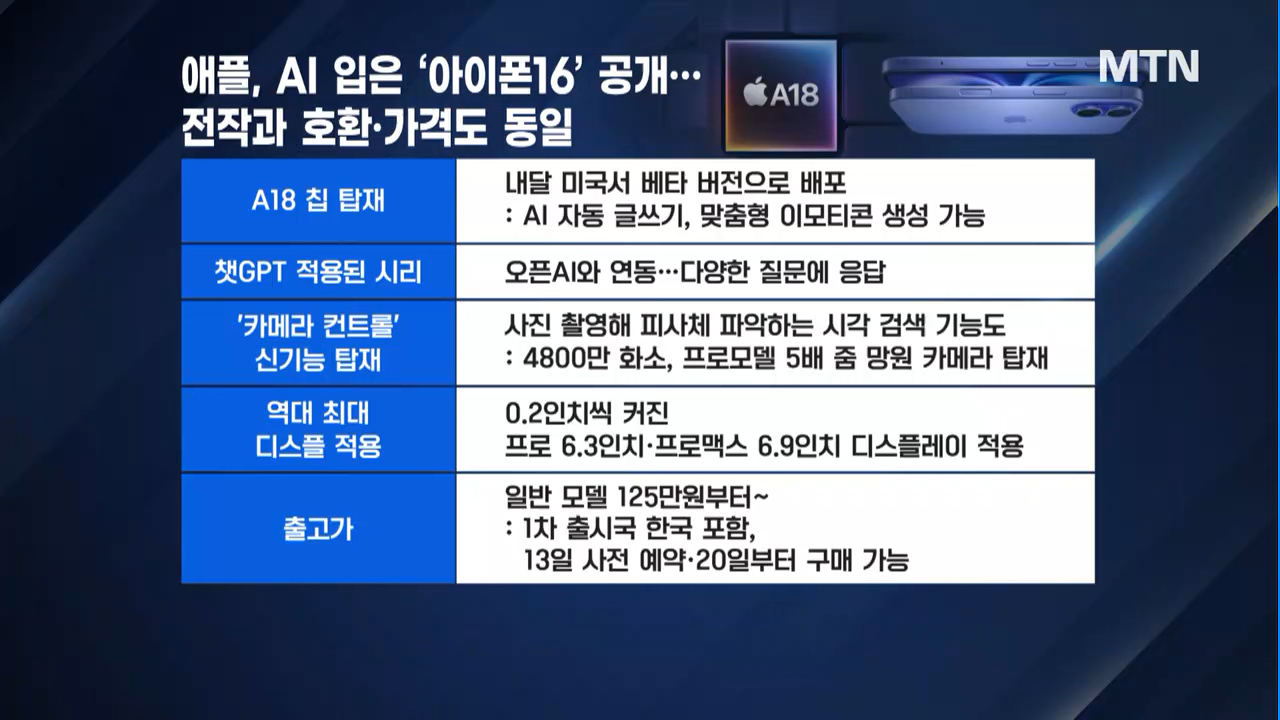 애플, AI 입은 ‘아이폰16’ 공개…
전작과 호환·가격도 동일
A18
MTN
A18 칩 탑재
내달 미국서 베타 버전으로 배포
: AI 자동 글쓰기, 맞춤형 이모티콘 생성 가능
챗GPT 적용된 시리
오픈AI와 연동…다양한 질문에 응답
'카메라 컨트롤'
신기능 탑재
사진 촬영해 피사체 파악하는 시각 검색 기능도
: 4800만 화소, 프로모델 5배 줌 망원 카메라 탑재
역대 최대
디스플 적용
0.2인치씩 커진
프로 6.3인치·프로맥스 6.9인치 디스플레이 적용
출고가
일반 모델 125만원부터~
: 1차 출시국 한국 포함,
13일 사전 예약·20일부터 구매 가능